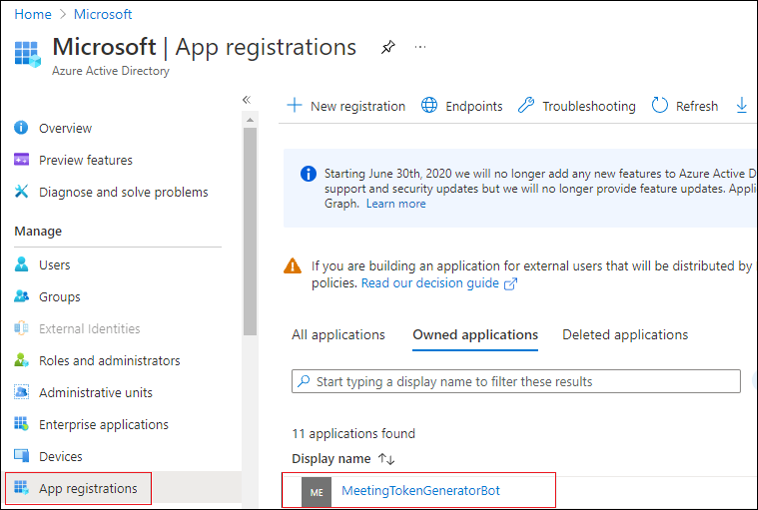 Home > Microsoft
Microsoft | App registrations
Azure Active Directory
Overview
Preview features
Diagnose and solve problems
Manage
Users
Groups
External Identities
Roles and administrators
Administrative units
Enterprise applications
Devices
App registrations
New registration Endpoints Troubleshooting Refresh
Starting June 30th, 2020 we will no longer add any new features to Azure Active D
support and security updates but we will no longer provide feature updates. Appli
Graph. Learn more
If you are building an application for external users that will be distributed by
policies. Read our decision guide
All applications Owned applications Deleted applications
Start typing a display name to filter these results
11 applications found
Display name
ME MeetingTokenGeneratorBot